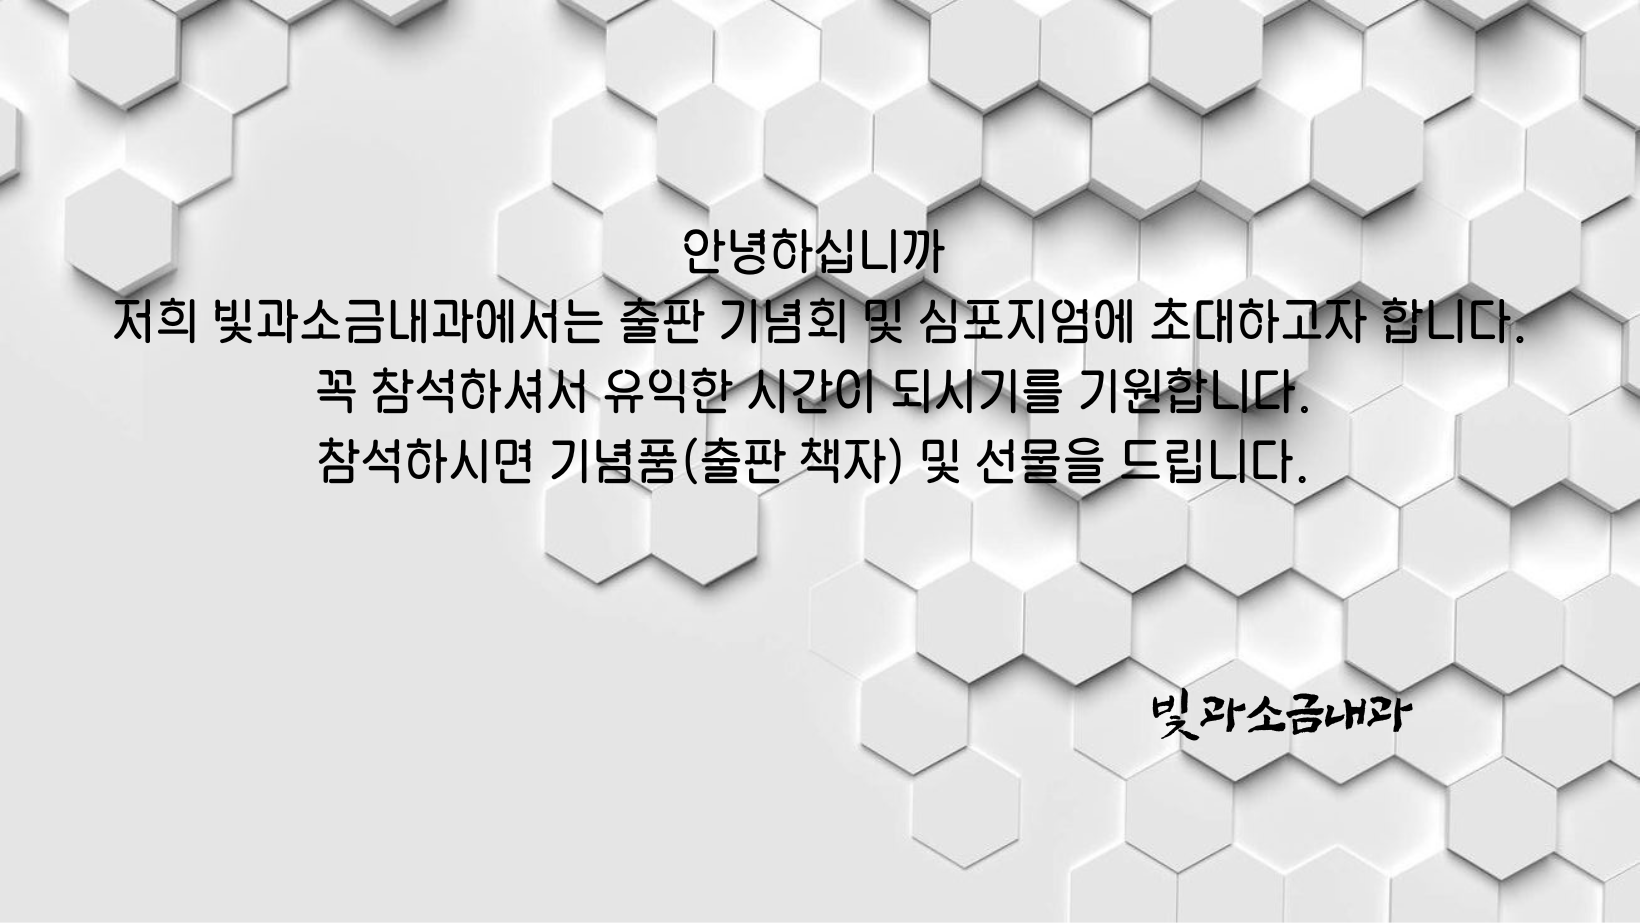 안녕하십니까
저희 빛과소금내과에서는 출판 기념회 및 심포지엄에 초대하고자 합니다.
꼭 참석하셔서 유익한 시간이 되시기를 기원합니다.
참석하시면 기념품(출판 책자) 및 선물을 드립니다.
빛과소금내과